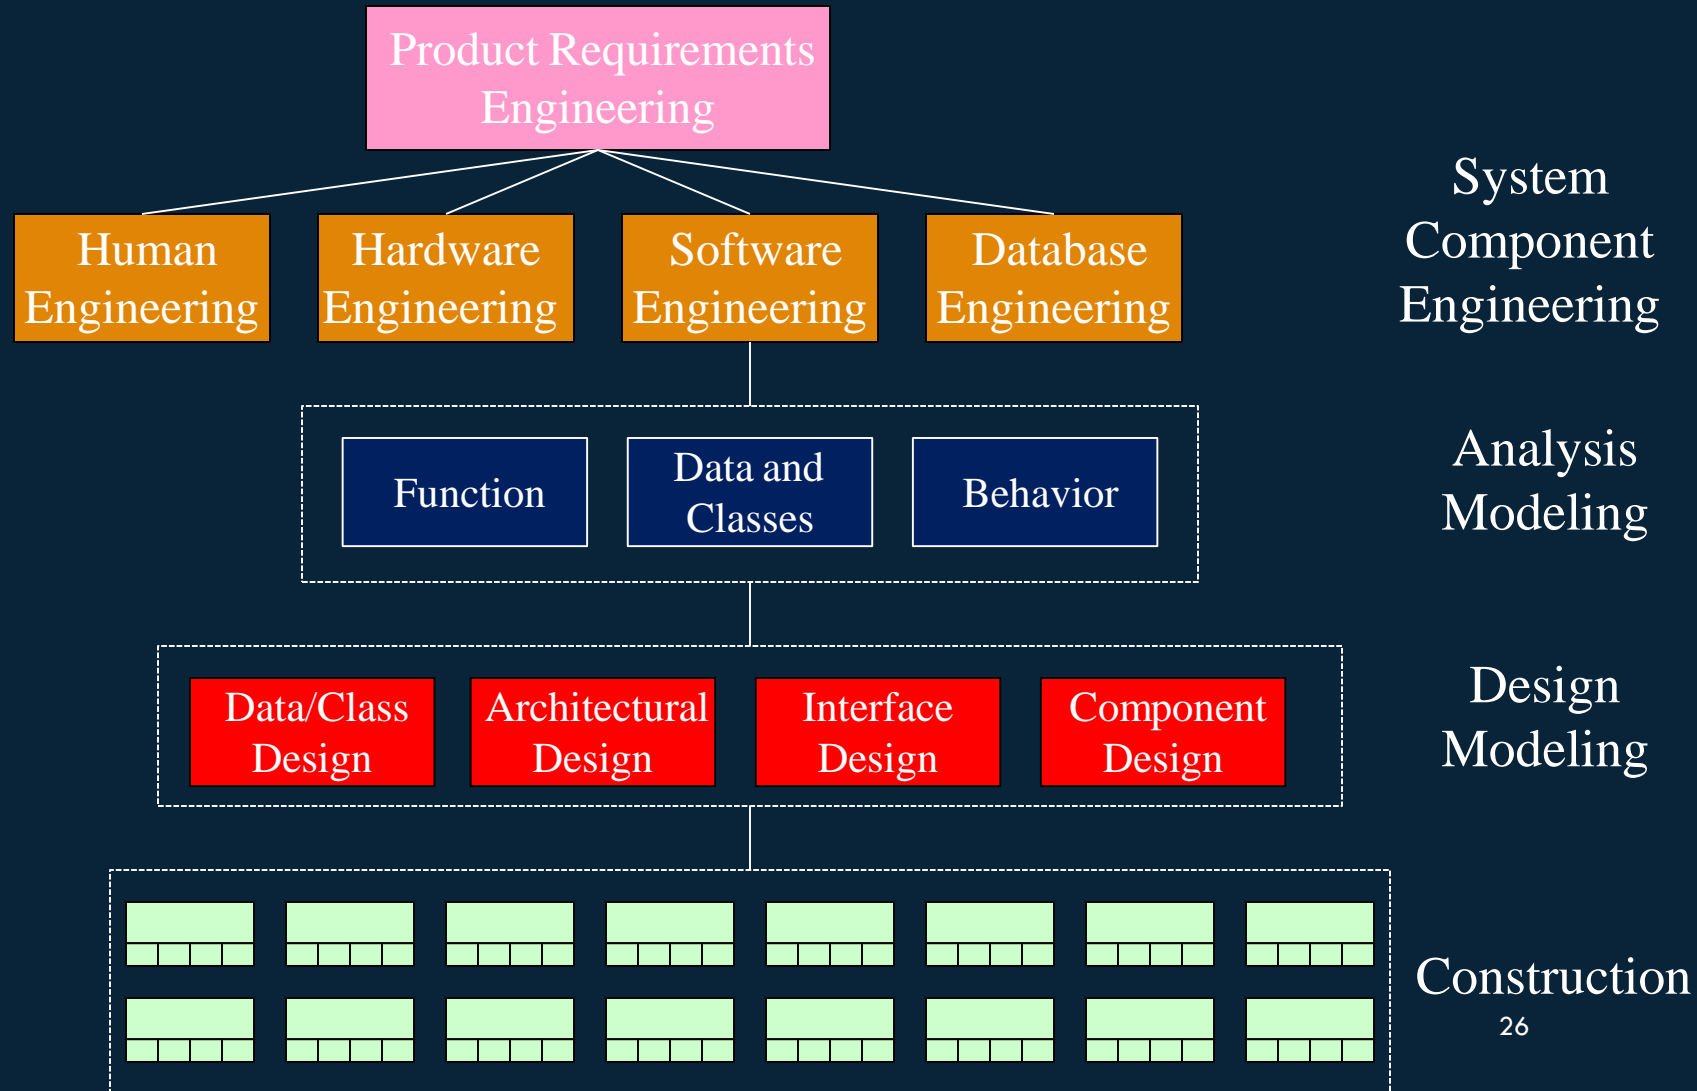 Product Requirements
Engineering
Human
Engineering
Hardware
Engineering
Software
Engineering
Database
Engineering
System
Component
Engineering
Function
Data and
Classes
Behavior
Analysis
Modeling
Data/Class
Design
Architectural
Design
Interface
Design
Component
Design
Design
Modeling
Construction
26